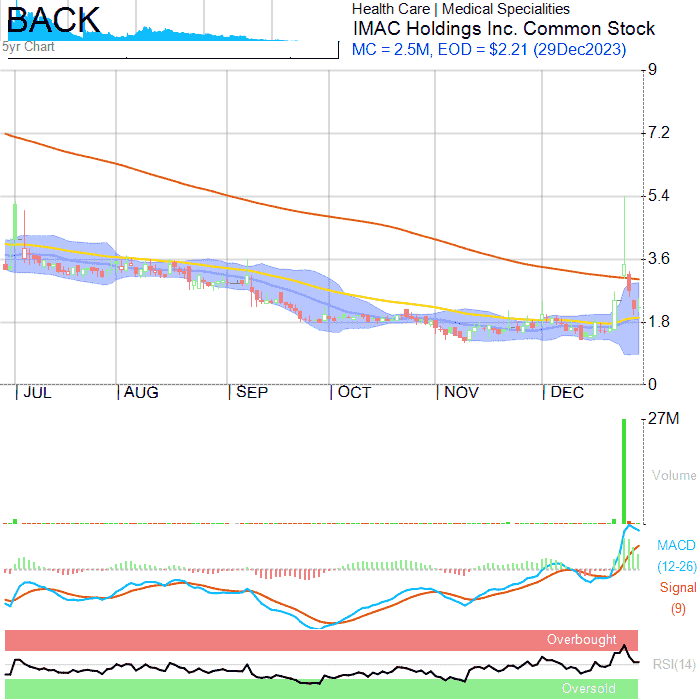 BACK
Health Care | Medical Specialities
IMAC Holdings Inc. Common Stock
5yr Chart
MC = 2.5M, EOD = $2.21 (29Dec2023)
9
7.2
5.4
3.6
1.8
0
JUL AUG SEP OCT NOV DEC
27M
Volume
MACD
(12-26)
Signal
(9)
Overbought
RSI(14)
Oversold